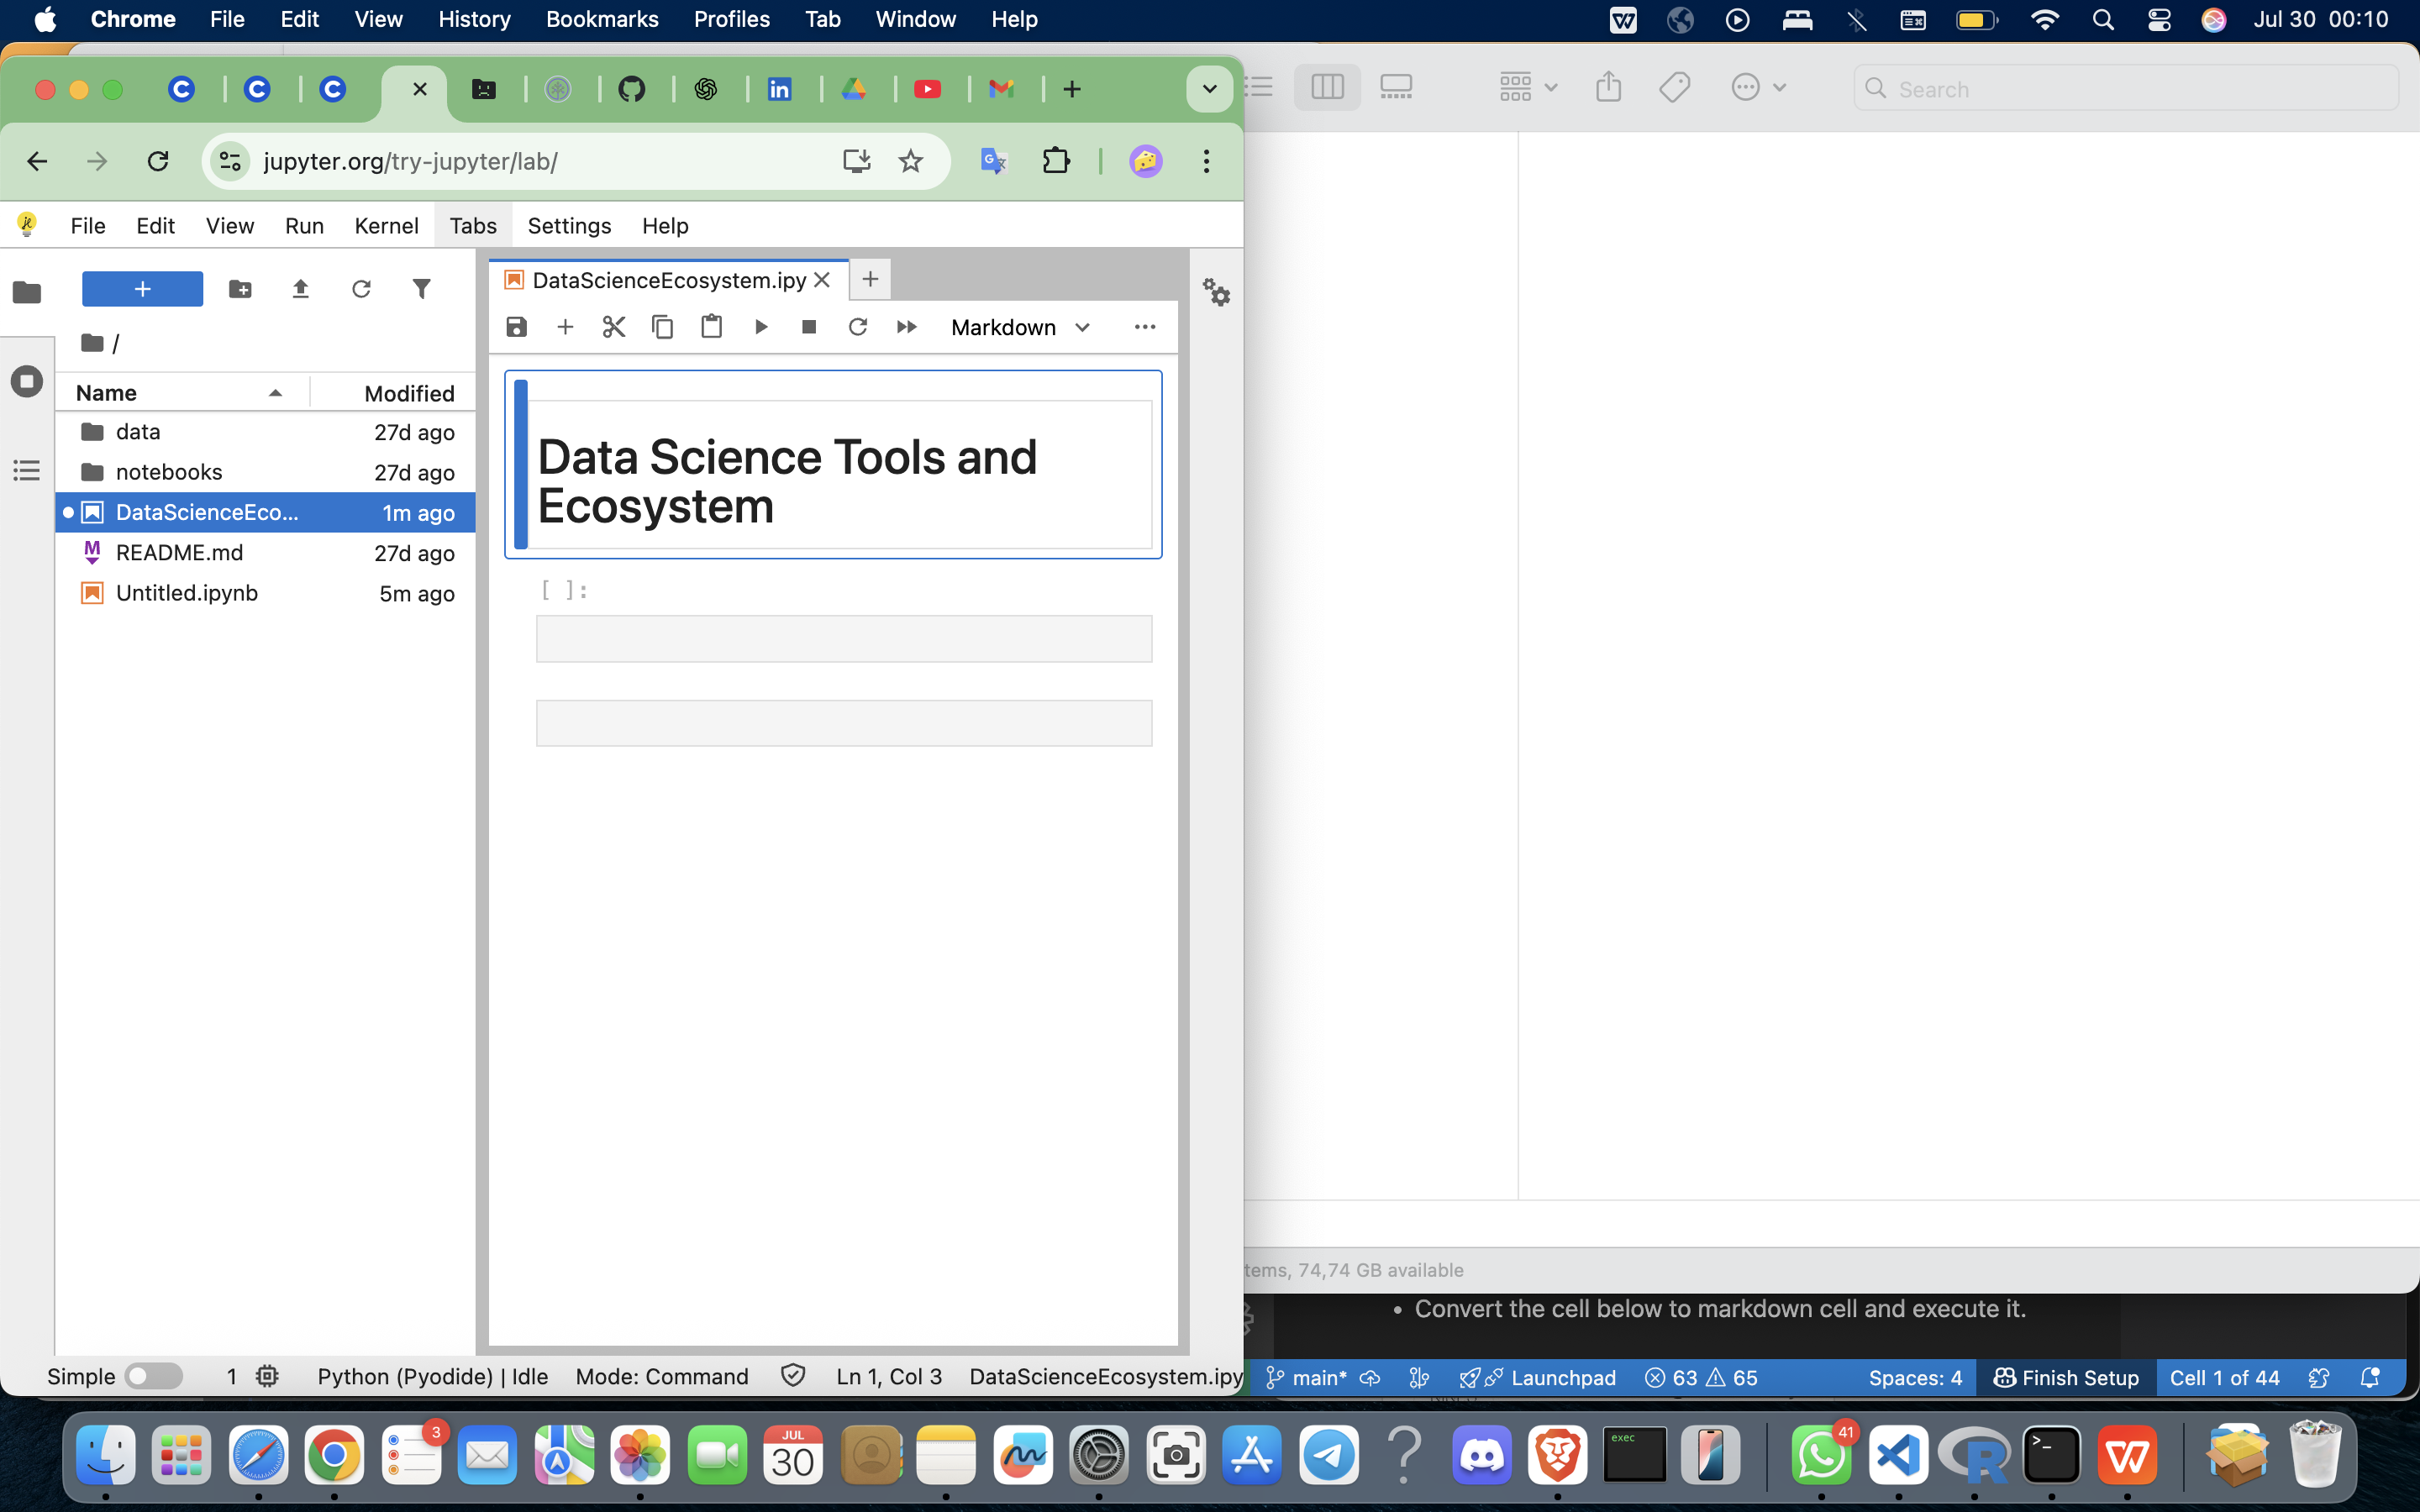 Chrome File Edit View History Bookmarks Profiles Tab Window Help Jul 30 00:10
Search
jupyter.org/try-jupyter/lab/
File Edit View Run Kernel Tabs Settings Help
DataScienceEcosystem.ipy
Markdown
/
Name Modified
data 27d ago
notebooks 27d ago
DataScienceEco... 1m ago
README.md 27d ago
Untitled.ipynb 5m ago
Data Science Tools and
Ecosystem
[ ]:
tems, 74,74 GB available
• Convert the cell below to markdown cell and execute it.
Simple 1 Python (Pyodide) | Idle Mode: Command Ln 1, Col 3 DataScienceEcosystem.ipy
main* Launchpad 63 65 Spaces: 4 Finish Setup Cell 1 of 44
3
JUL
30
exec
41